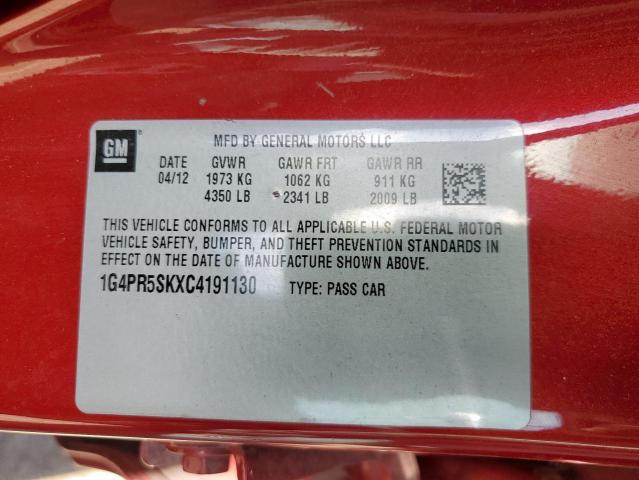 GM
MFD BY GENERAL MOTORS LLC
DATE GVWR GAWR FRT GAWR RR
04/12 1973 KG 1062 KG 911 KG
4350 LB 2341 LB 2009 LB
THIS VEHICLE CONFORMS TO ALL APPLICABLE U.S. FEDERAL MOTOR
VEHICLE SAFETY, BUMPER, AND THEFT PREVENTION STANDARDS IN
EFFECT ON THE DATE OF MANUFACTURE SHOWN ABOVE.
1G4PR5SKXC4191130 TYPE: PASS CAR